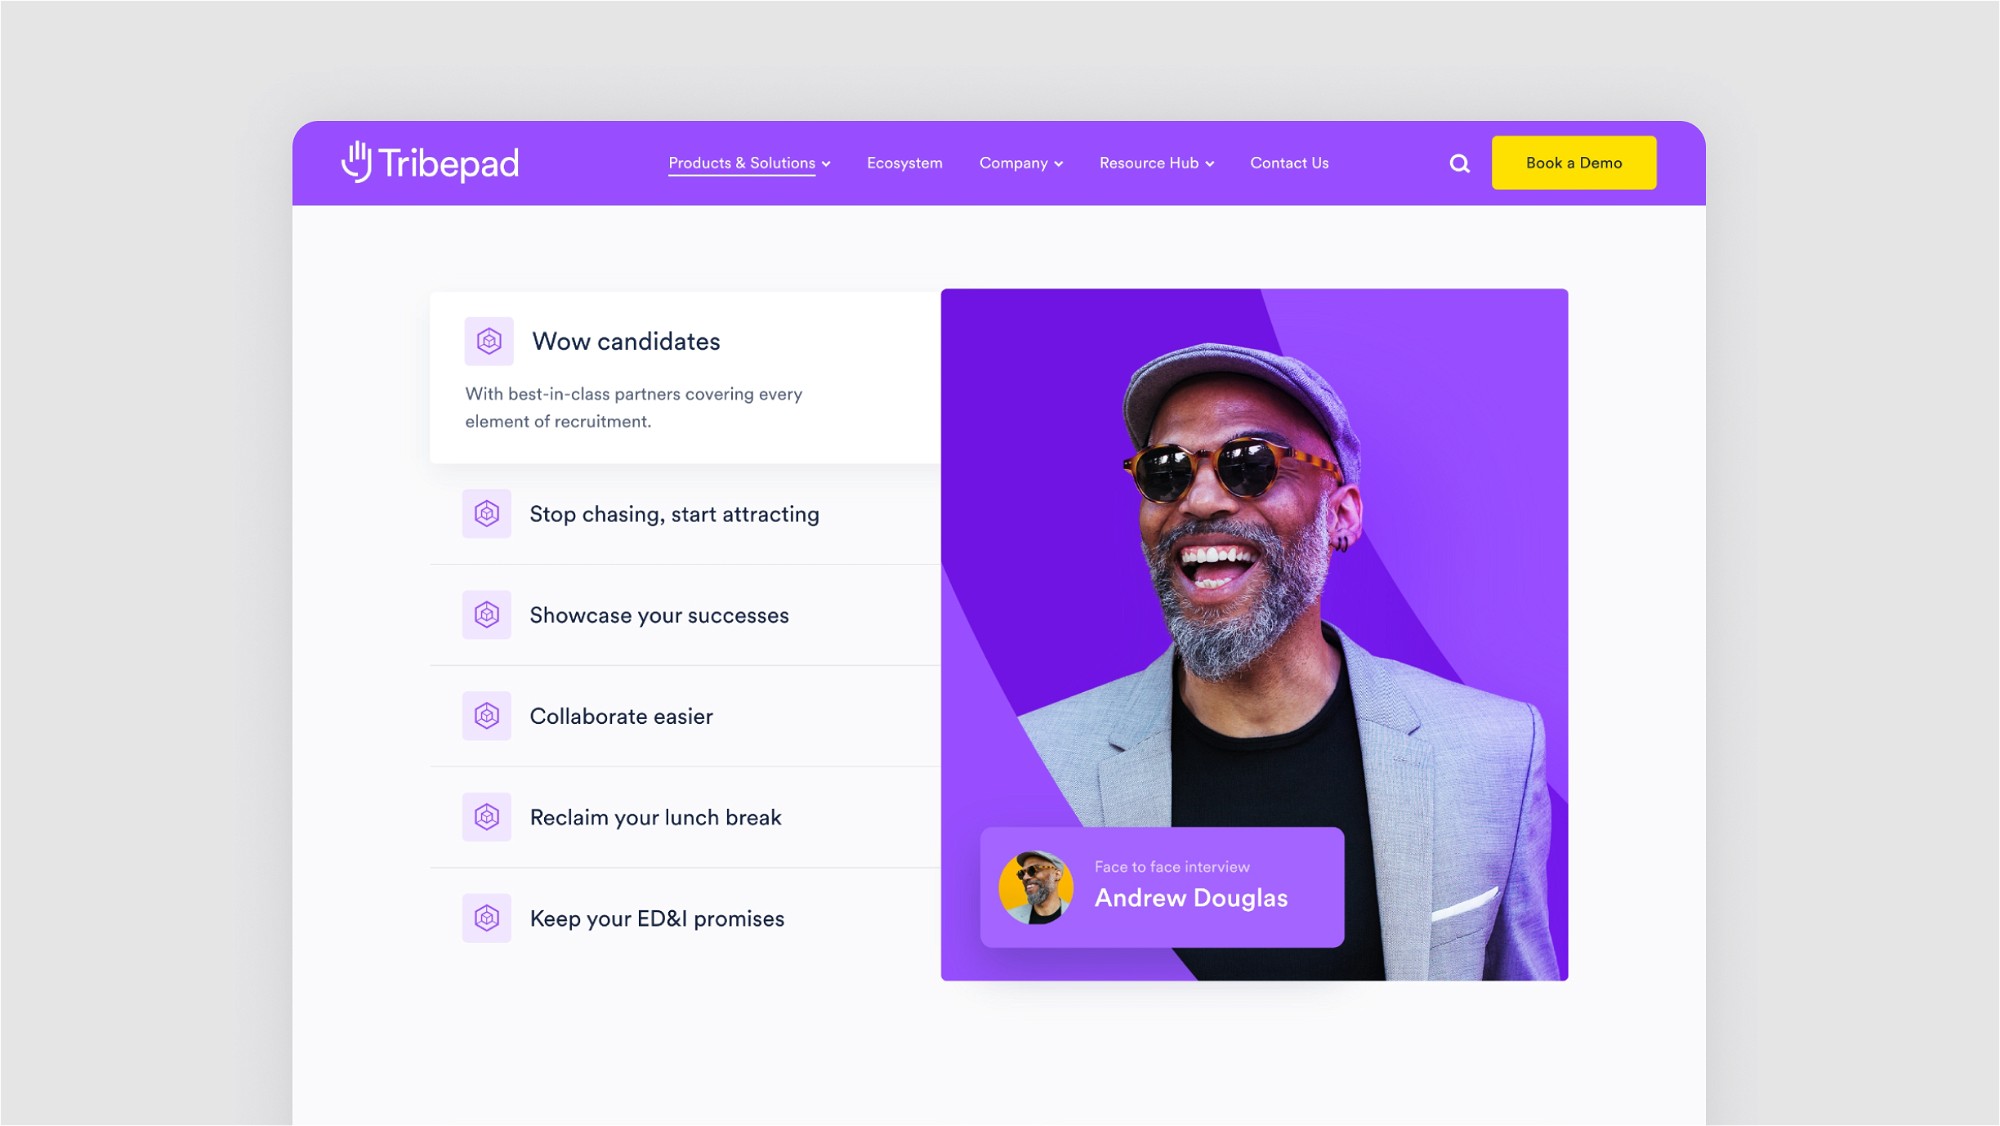 Tribepad
Products & Solutions
Ecosystem
Company
Resource Hub
Contact Us
Book a Demo
Wow candidates
With best-in-class partners covering every
element of recruitment.
Stop chasing, start attracting
Showcase your successes
Collaborate easier
Reclaim your lunch break
Keep your ED&I promises
Face to face interview
Andrew Douglas